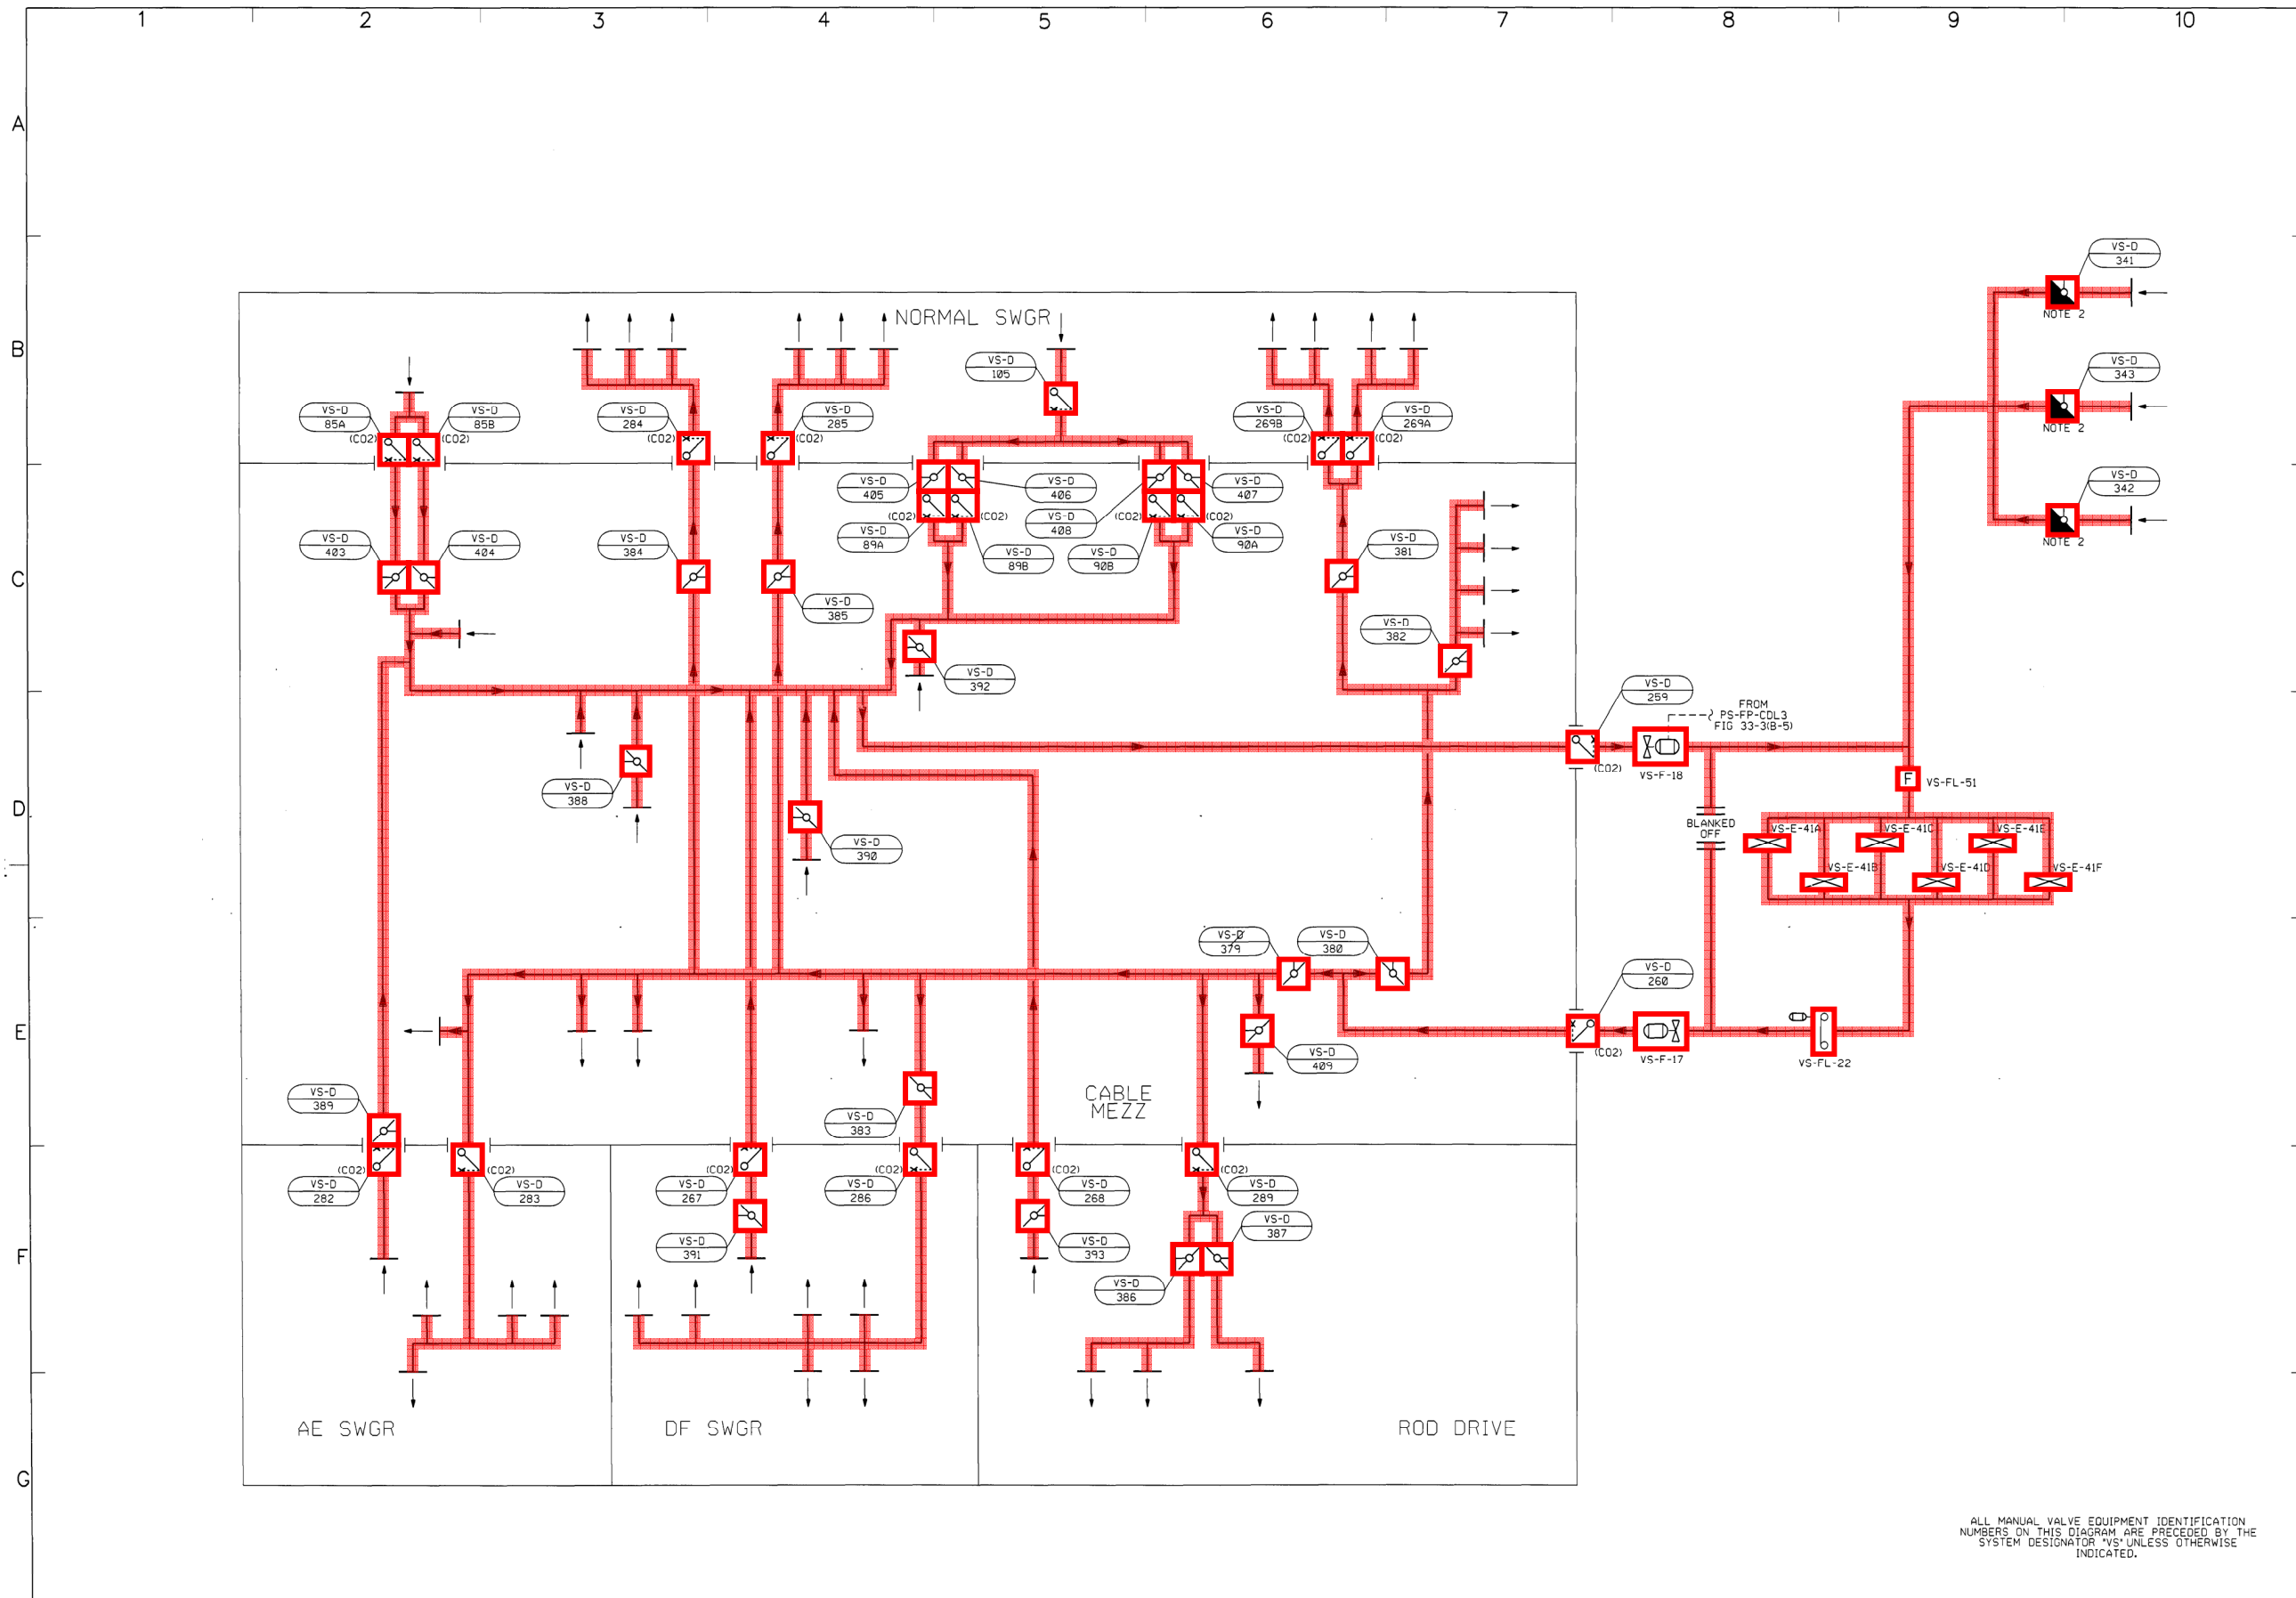 1 2 3 4 5 6 7 8 9 10
A
VS-D
341
NOTE 2
B
NORMAL SWGR
VS-D
105
VS-D
343
NOTE 2
VS-D
85A
(CO2)
VS-D
85B
(CO2)
VS-D
284
(CO2)
VS-D
285
(CO2)
VS-D
269B
(CO2)
VS-D
269A
(CO2)
VS-D
405
VS-D
406
VS-D
407
VS-D
408
VS-D
342
NOTE 2
(CO2)
(CO2)
(CO2)
(CO2)
VS-D
89A
VS-D
89B
VS-D
90B
VS-D
90A
C
VS-D
403
VS-D
404
VS-D
384
VS-D
385
VS-D
381
VS-D
382
VS-D
392
VS-D
259
(CO2)
FROM
PS-FP-CDL3
FIG 33-3(B-5)
VS-F-18
F
VS-FL-51
D
VS-D
388
VS-D
390
BLANKED
OFF
VS-E-41A
VS-E-41C
VS-E-41E
VS-E-41B
VS-E-41D
VS-E-41F
VS-D
379
VS-D
380
VS-D
260
(CO2)
VS-F-17
VS-FL-22
E
VS-D
409
CABLE
MEZZ
VS-D
389
VS-D
383
(CO2)
VS-D
282
(CO2)
VS-D
283
(CO2)
VS-D
267
(CO2)
VS-D
286
(CO2)
VS-D
268
(CO2)
VS-D
289
VS-D
391
VS-D
393
VS-D
387
VS-D
386
F
AE SWGR
DF SWGR
ROD DRIVE
G
ALL MANUAL VALVE EQUIPMENT IDENTIFICATION
NUMBERS ON THIS DIAGRAM ARE PRECEDED BY THE
SYSTEM DESIGNATOR "VS" UNLESS OTHERWISE
INDICATED.